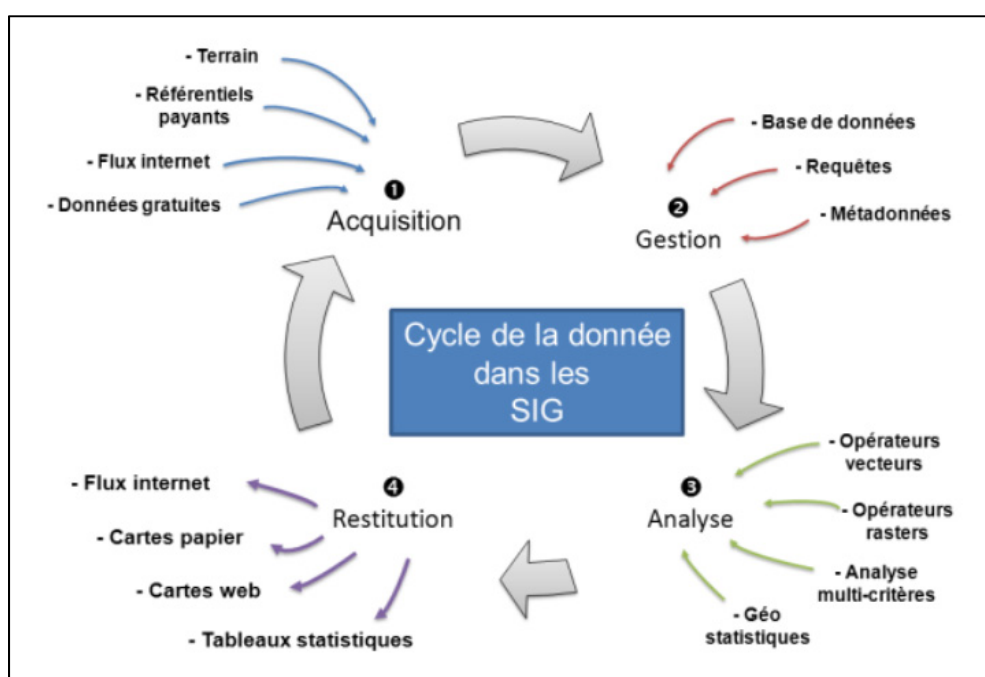 - Terrain
- Référentiels
payants
- Flux internet
- Données gratuites
❶
Acquisition
- Base de données
- Requêtes
- Métadonnées
❷
Gestion
Cycle de la donnée
dans les
SIG
- Opérateurs
vecteurs
- Opérateurs
rasters
- Analyse
multi-critères
- Géo
statistiques
❸
Analyse
❹
Restitution
- Flux internet
- Cartes papier
- Cartes web
- Tableaux statistiques